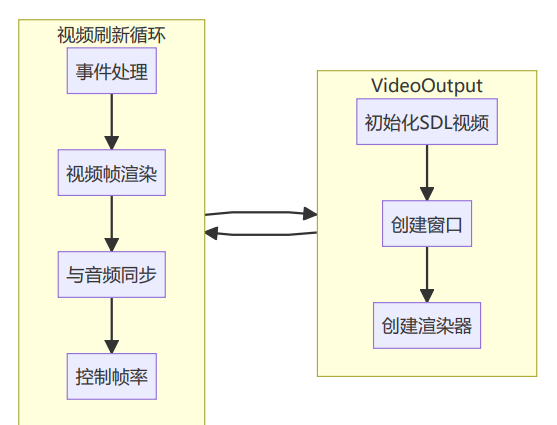 视频刷新循环
事件处理
视频帧渲染
与音频同步
控制帧率
VideoOutput
初始化SDL视频
创建窗口
创建渲染器